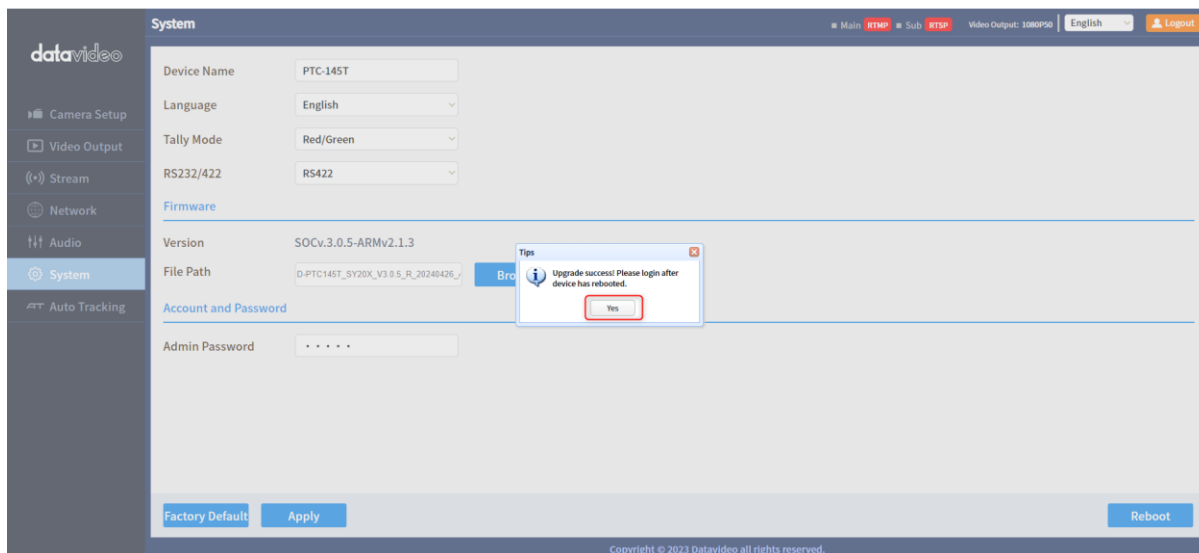 System
Main RTMP Sub RTSP Video Output: 1080P50 English Logout
datavideo
Camera Setup
Video Output
Stream
Network
Audio
System
Auto Tracking
Device Name PTC-145T
Language English
Tally Mode Red/Green
RS232/422 RS422
Firmware
Version SOCv.3.0.5-ARMv2.1.3
File Path D-PTC145T_SY20X_V3.0.5_R_20240426_ Bro
Account and Password
Admin Password • • • • •
Tips
Upgrade success! Please login after
device has rebooted.
Yes
Factory Default Apply Reboot
Copyright © 2023 Datavideo all rights reserved.